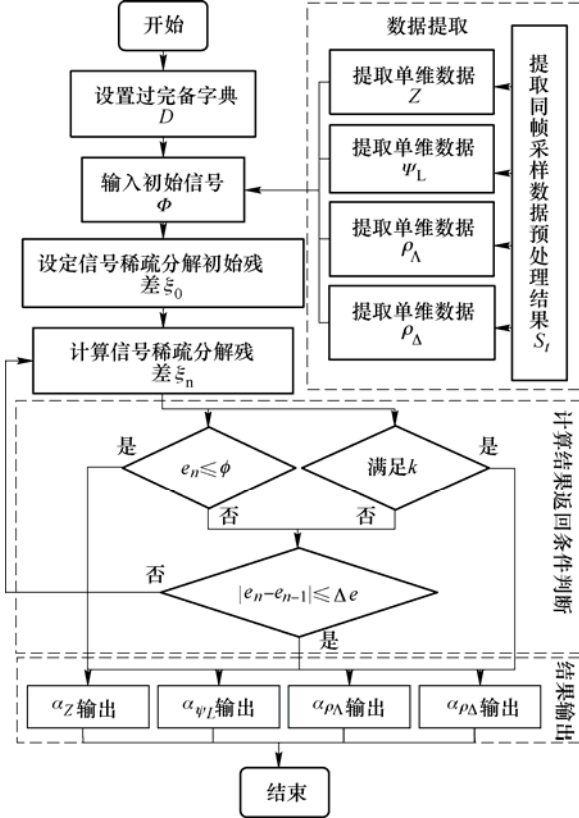 开始
设置过完备字典
D
输入初始信号
Φ
设定信号稀疏分解初始残
差ξ₀
计算信号稀疏分解残
差ξₙ
数据提取
提取单维数据
Z
提取单维数据
Ψ_L
提取单维数据
ρ_Λ
提取单维数据
ρ_Δ
提取同帧采样数据预处理结果S_t
是
e_n≤ϕ
否
满足k
是
否
否
|e_n−e_{n−1}|≤Δe
是
计算结果返回条件判断
α_Z输出
α_{ψ_L}输出
α_{ρΛ}输出
α_{ρΔ}输出
结果输出
结束